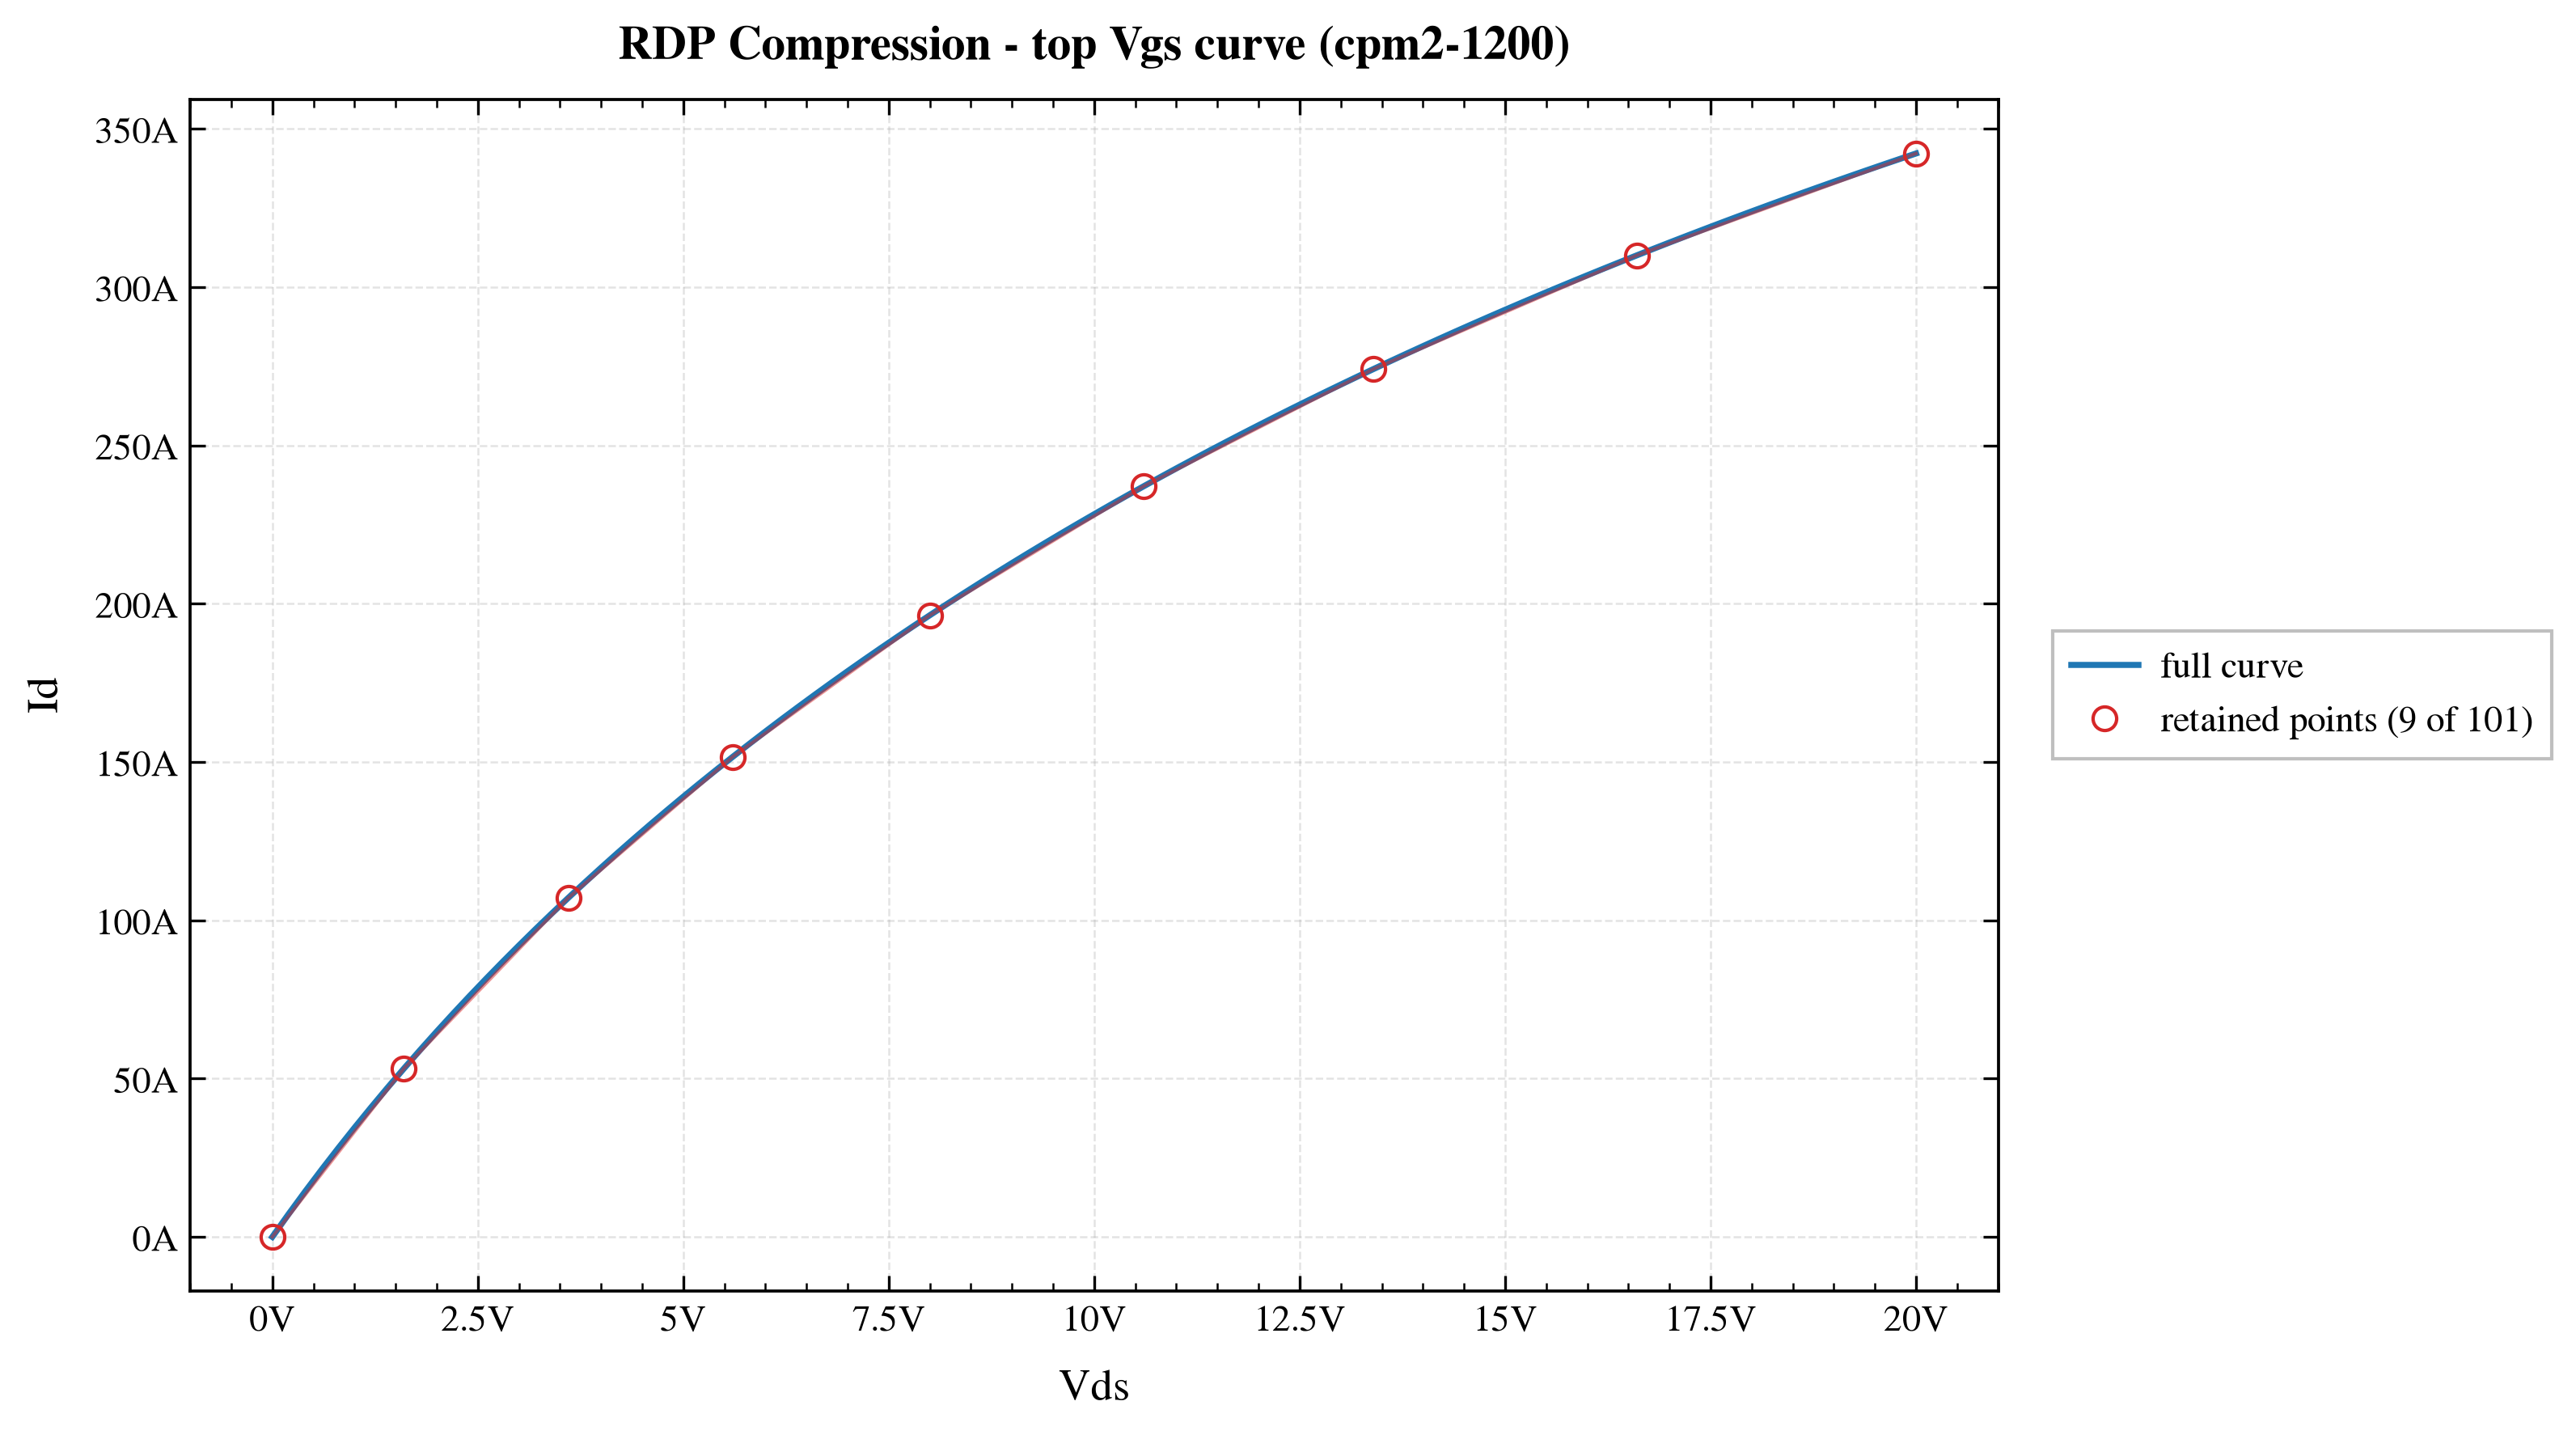 RDP Compression - top Vgs curve (cpm2-1200)
350A
300A
250A
200A
150A
100A
50A
0A
Id
0V 2.5V 5V 7.5V 10V 12.5V 15V 17.5V 20V
Vds
full curve
retained points (9 of 101)